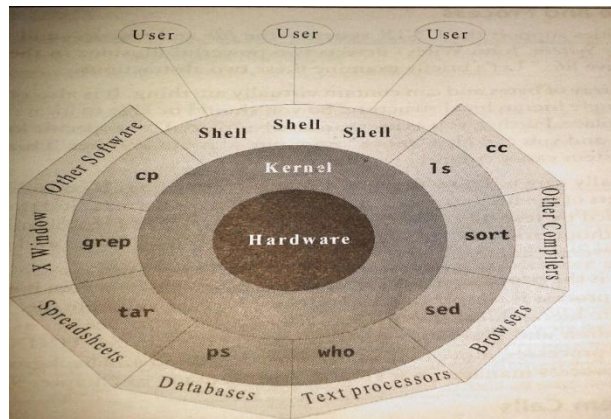 User
User
User
Shell
Shell
Shell
Other Software
cp
Kernel
ls
cc
X Window
grep
Hardware
sort
Other Compilers
Spreadsheets
tar
sed
Browsers
ps
who
Databases
Text processors